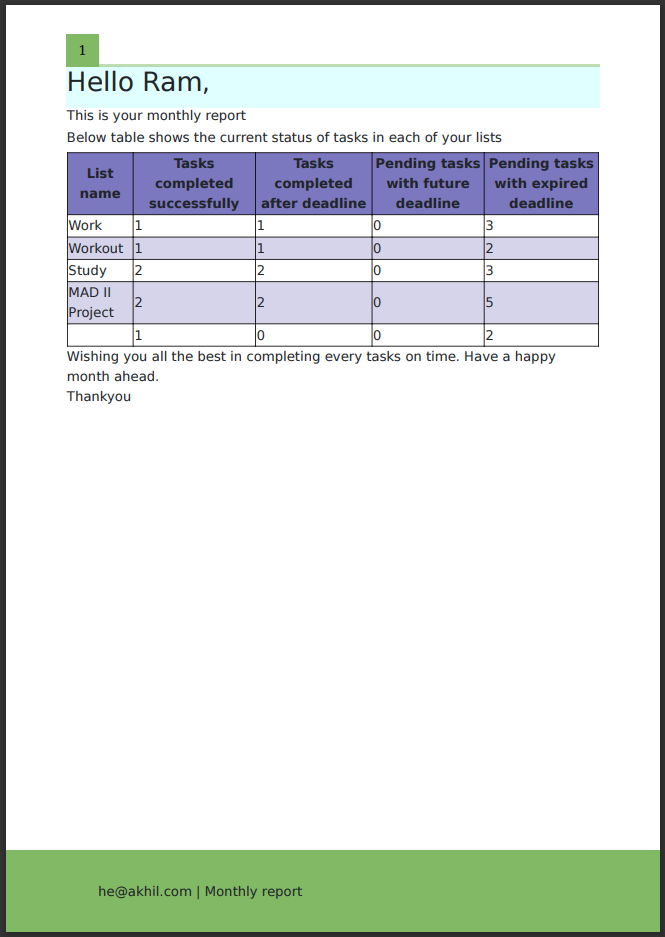 1
Hello Ram,
This is your monthly report
Below table shows the current status of tasks in each of your lists
List name Tasks completed successfully Tasks completed after deadline Pending tasks with future deadline Pending tasks with expired deadline
Work 1 1 0 3
Workout 1 1 0 2
Study 2 2 0 3
MAD II Project 2 2 0 5
1 0 0 2
Wishing you all the best in completing every tasks on time. Have a happy
month ahead.
Thankyou
he@akhil.com | Monthly report